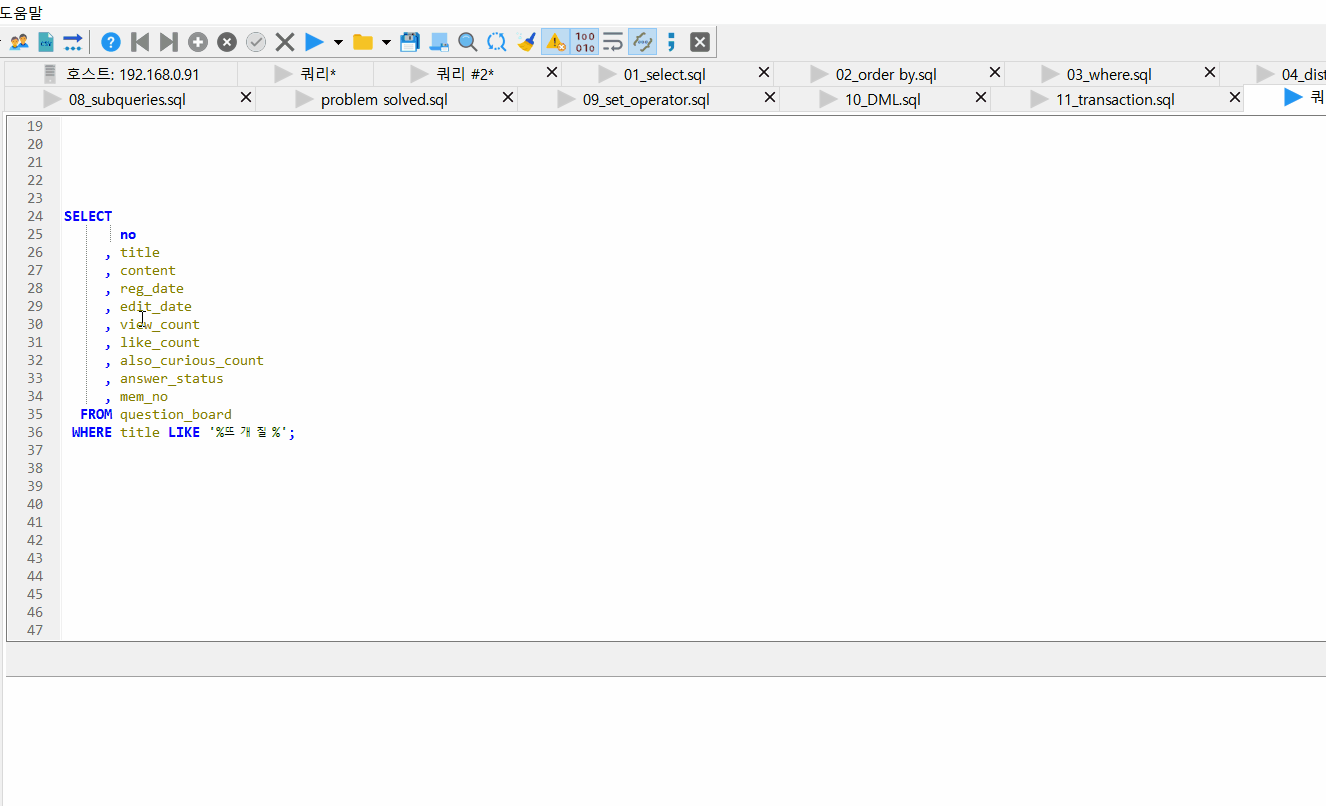 도움말
호스트: 192.168.0.91 쿼리* 쿼리 #2* 01_select.sql 02_order by.sql 03_where.sql 04_dist
08_subqueries.sql problem solved.sql 09_set_operator.sql 10_DML.sql 11_transaction.sql 쿼
19
20
21
22
23
24 SELECT
25 no
26 , title
27 , content
28 , reg_date
29 , edit_date
30 , view_count
31 , like_count
32 , also_curious_count
33 , answer_status
34 , mem_no
35 FROM question_board
36 WHERE title LIKE '%뜨개질%';
37
38
39
40
41
42
43
44
45
46
47